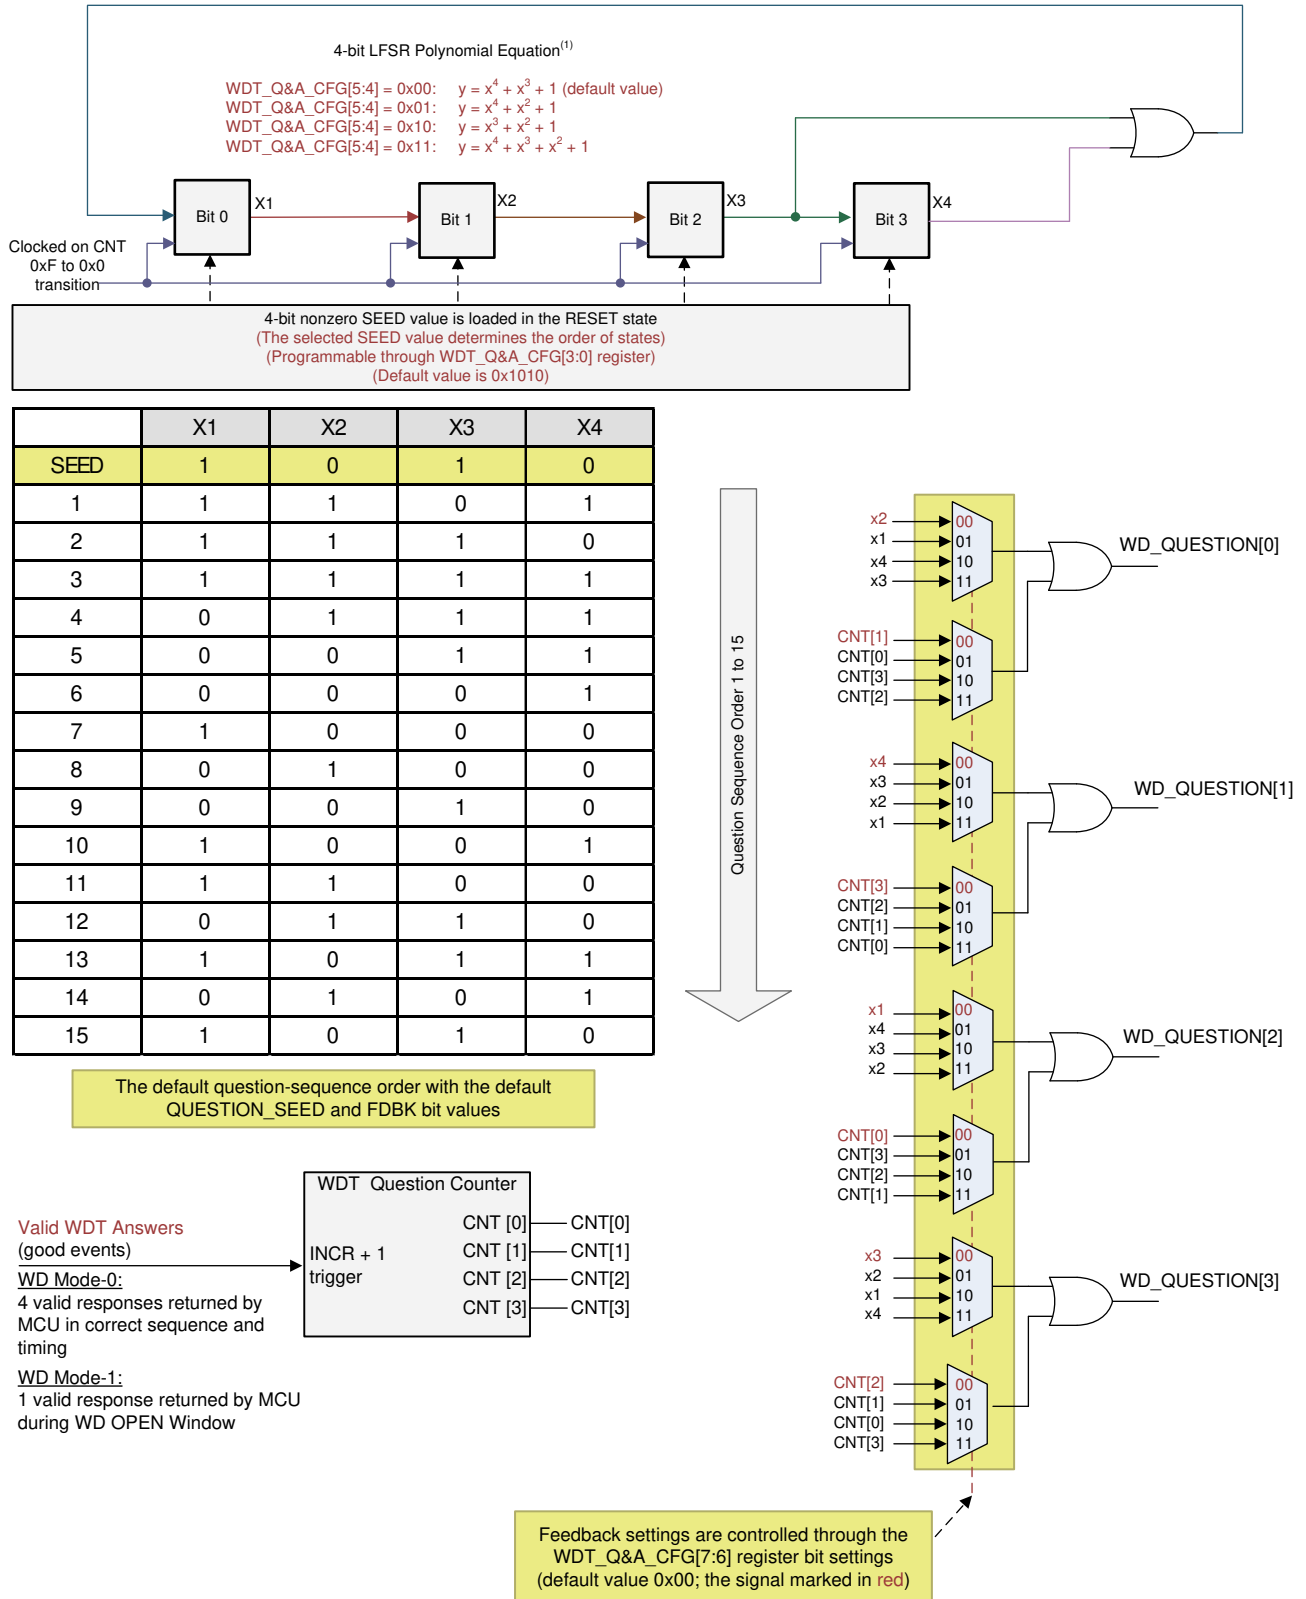 4-bit LFSR Polynomial Equation(1)
WDT_Q&A_CFG[5:4] = 0x00: y = x4 + x3 + 1 (default value)
WDT_Q&A_CFG[5:4] = 0x01: y = x4 + x2 + 1
WDT_Q&A_CFG[5:4] = 0x10: y = x3 + x2 + 1
WDT_Q&A_CFG[5:4] = 0x11: y = x4 + x3 + x2 + 1
Bit 0 X1 Bit 1 X2 Bit 2 X3 Bit 3 X4
Clocked on CNT
0xF to 0x0
transition
4-bit nonzero SEED value is loaded in the RESET state
(The selected SEED value determines the order of states)
(Programmable through WDT_Q&A_CFG[3:0] register)
(Default value is 0x1010)
X1 X2 X3 X4
SEED 1 0 1 0
1 1 1 0 1
2 1 1 1 0
3 1 1 1 1
4 0 1 1 1
5 0 0 1 1
6 0 0 0 1
7 1 0 0 0
8 0 1 0 0
9 0 0 1 0
10 1 0 0 1
11 1 1 0 0
12 0 1 1 0
13 1 0 1 1
14 0 1 0 1
15 1 0 1 0
The default question-sequence order with the default
QUESTION_SEED and FDBK bit values
Question Sequence Order 1 to 15
x2 00
x1 01
x4 10
x3 11
WD_QUESTION[0]
CNT[1] 00
CNT[0] 01
CNT[3] 10
CNT[2] 11
x4 00
x3 01
x2 10
x1 11
WD_QUESTION[1]
CNT[3] 00
CNT[2] 01
CNT[1] 10
CNT[0] 11
x1 00
x4 01
x3 10
x2 11
WD_QUESTION[2]
CNT[0] 00
CNT[3] 01
CNT[2] 10
CNT[1] 11
x3 00
x2 01
x1 10
x4 11
WD_QUESTION[3]
CNT[2] 00
CNT[1] 01
CNT[0] 10
CNT[3] 11
WDT Question Counter
CNT [0] CNT[0]
CNT [1] CNT[1]
CNT [2] CNT[2]
CNT [3] CNT[3]
INCR + 1
trigger
Valid WDT Answers
(good events)
WD Mode-0:
4 valid responses returned by
MCU in correct sequence and
timing
WD Mode-1:
1 valid response returned by MCU
during WD OPEN Window
Feedback settings are controlled through the
WDT_Q&A_CFG[7:6] register bit settings
(default value 0x00; the signal marked in red)